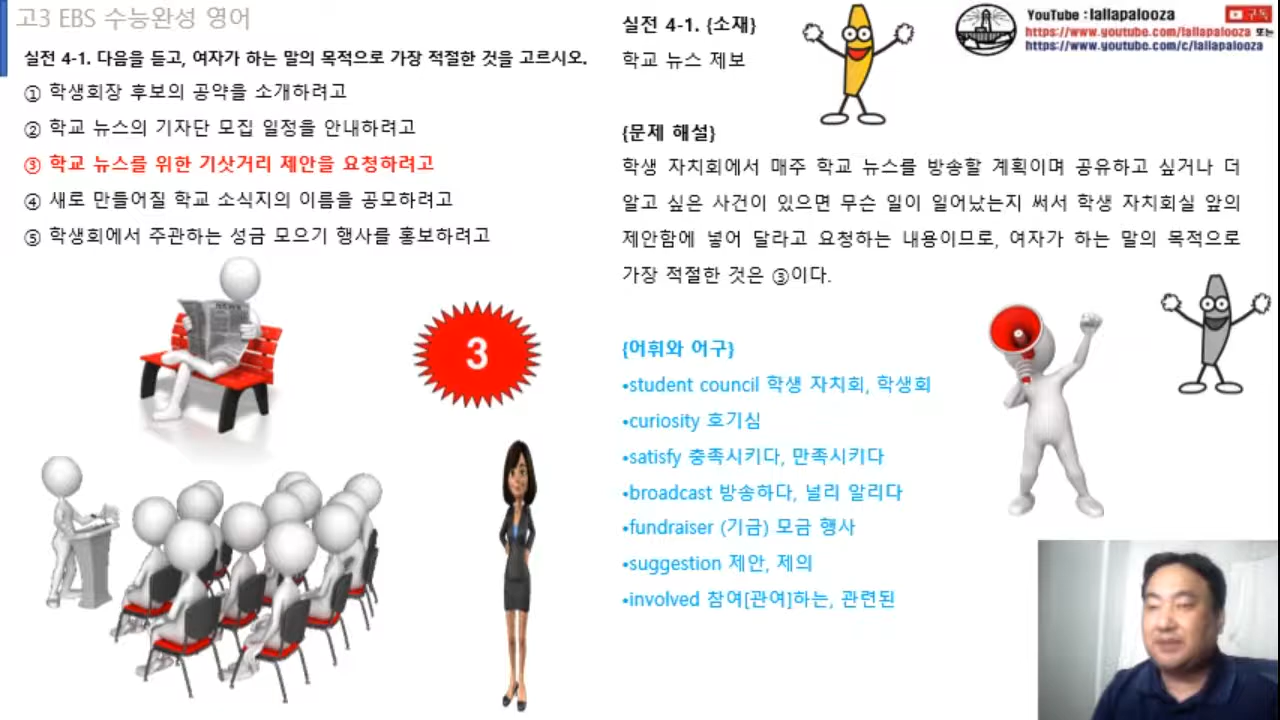 고3 EBS 수능완성 영어
실전 4-1. 다음을 듣고, 여자가 하는 말의 목적으로 가장 적절한 것을 고르시오.
① 학생회장 후보의 공약을 소개하려고
② 학교 뉴스의 기자단 모집 일정을 안내하려고
③ 학교 뉴스를 위한 기삿거리 제안을 요청하려고
④ 새로 만들어질 학교 소식지의 이름을 공모하려고
⑤ 학생회에서 주관하는 성금 모으기 행사를 홍보하려고
NEWS
3
실전 4-1. {소재}
학교 뉴스 제보
{문제 해설}
학생 자치회에서 매주 학교 뉴스를 방송할 계획이며 공유하고 싶거나 더
알고 싶은 사건이 있으면 무슨 일이 일어났는지 써서 학생 자치회실 앞의
제안함에 넣어 달라고 요청하는 내용이므로, 여자가 하는 말의 목적으로
가장 적절한 것은 ③이다.
{어휘와 어구}
•student council 학생 자치회, 학생회
•curiosity 호기심
•satisfy 충족시키다, 만족시키다
•broadcast 방송하다, 널리 알리다
•fundraiser (기금) 모금 행사
•suggestion 제안, 제의
•involved 참여[관여]하는, 관련된
YouTube : lallapalooza
구독
https://www.youtube.com/lallapalooza 또는
https://www.youtube.com/c/lallapalooza